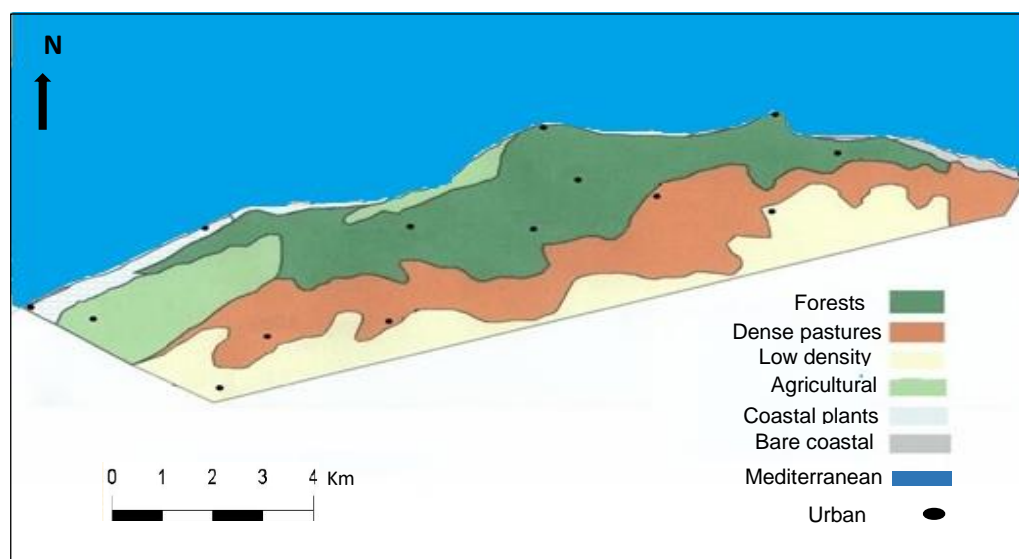 N
Forests
Dense pastures
Low density
Agricultural
Coastal plants
Bare coastal
Mediterranean
Urban
0 1 2 3 4 Km